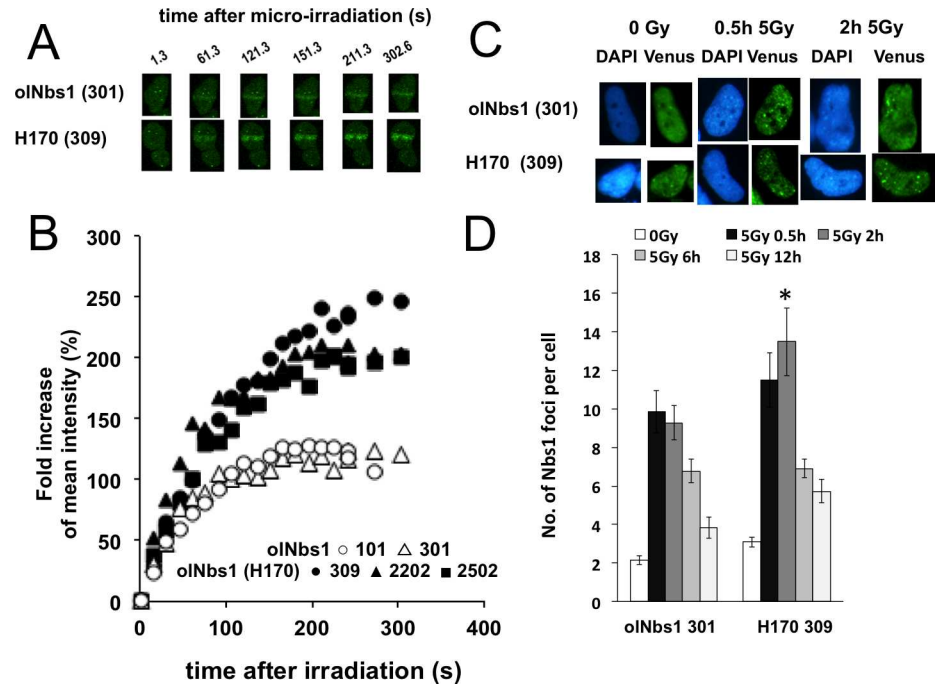 A
time after micro-irradiation (s)
1.3 61.3 121.3 151.3 211.3 302.6
olNbs1 (301)
H170 (309)
B
300
250
200
150
100
50
0
Fold increase
of mean intensity (%)
olNbs1 101 301
olNbs1 (H170) 309 2202 2502
0 100 200 300 400
time after irradiation (s)
C
0 Gy 0.5h 5Gy 2h 5Gy
DAPI Venus DAPI Venus DAPI Venus
olNbs1 (301)
H170 (309)
D
0Gy 5Gy 0.5h 5Gy 2h
5Gy 6h 5Gy 12h
18
16
14
12
10
8
6
4
2
0
No. of Nbs1 foci per cell
*
olNbs1 301 H170 309